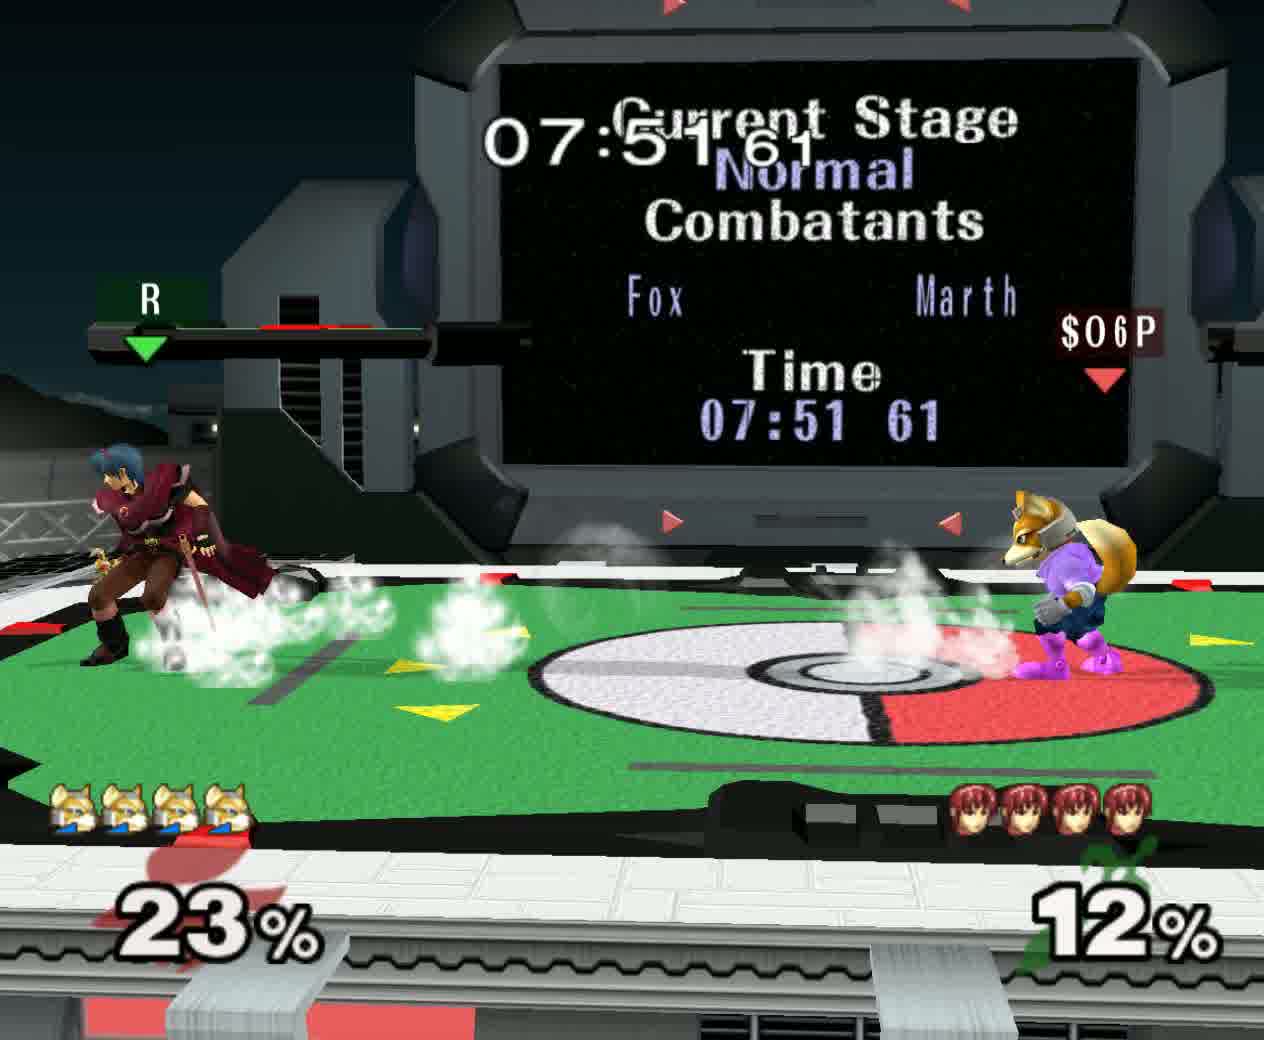 Current Stage
07:51 61
Normal
Combatants
Fox Marth
R
$06P
Time
07:51 61
23%
12%